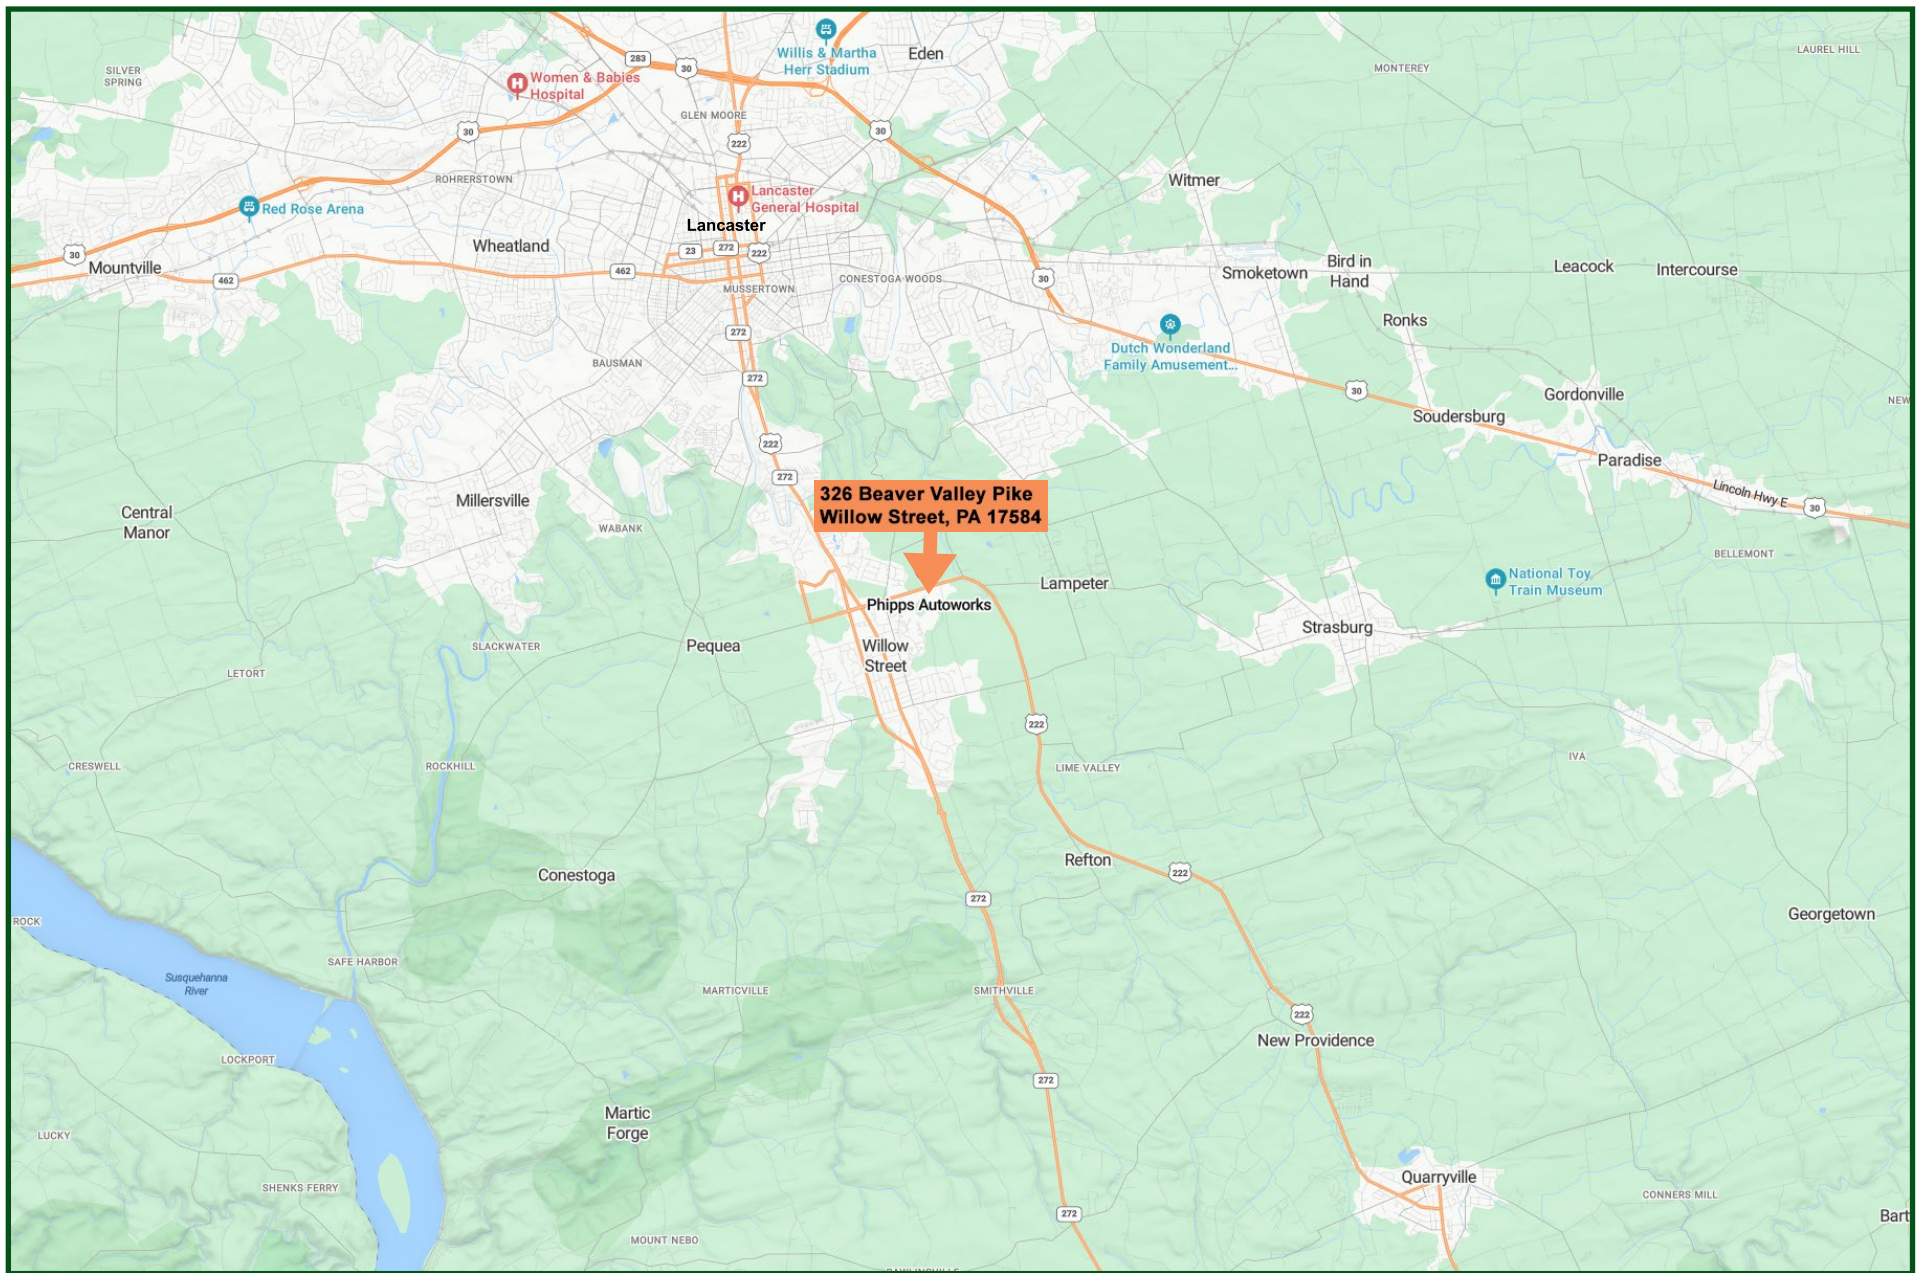 LAUREL HILL
Willis & Martha
Herr Stadium
Eden
283
30
MONTEREY
SILVER
SPRING
Women & Babies
Hospital
GLEN MOORE
30
30
222
ROHRERSTOWN
Witmer
Lancaster
General Hospital
Red Rose Arena
Lancaster
Wheatland
23
272
222
30
Mountville
462
462
CONESTOGA WOODS
30
Smoketown
Bird in
Hand
Leacock
Intercourse
MUSSERTOWN
272
Ronks
Dutch Wonderland
Family Amusement...
BAUSMAN
272
30
Gordonville
NEW
Soudersburg
222
Paradise
272
Lincoln Hwy E
30
326 Beaver Valley Pike
Willow Street, PA 17584
Millersville
Central
Manor
WABANK
BELLEMONT
Lampeter
National Toy
Train Museum
Phipps Autoworks
Strasburg
SLACKWATER
Pequea
Willow
Street
LETORT
222
CRESWELL
ROCKHILL
LIME VALLEY
IVA
Refton
222
Conestoga
272
Georgetown
ROCK
SAFE HARBOR
Susquehanna
River
MARTICVILLE
SMITHVILLE
222
New Providence
LOCKPORT
272
Martic
Forge
LUCKY
Quarryville
SHENKS FERRY
CONNERS MILL
272
Bart
MOUNT NEBO